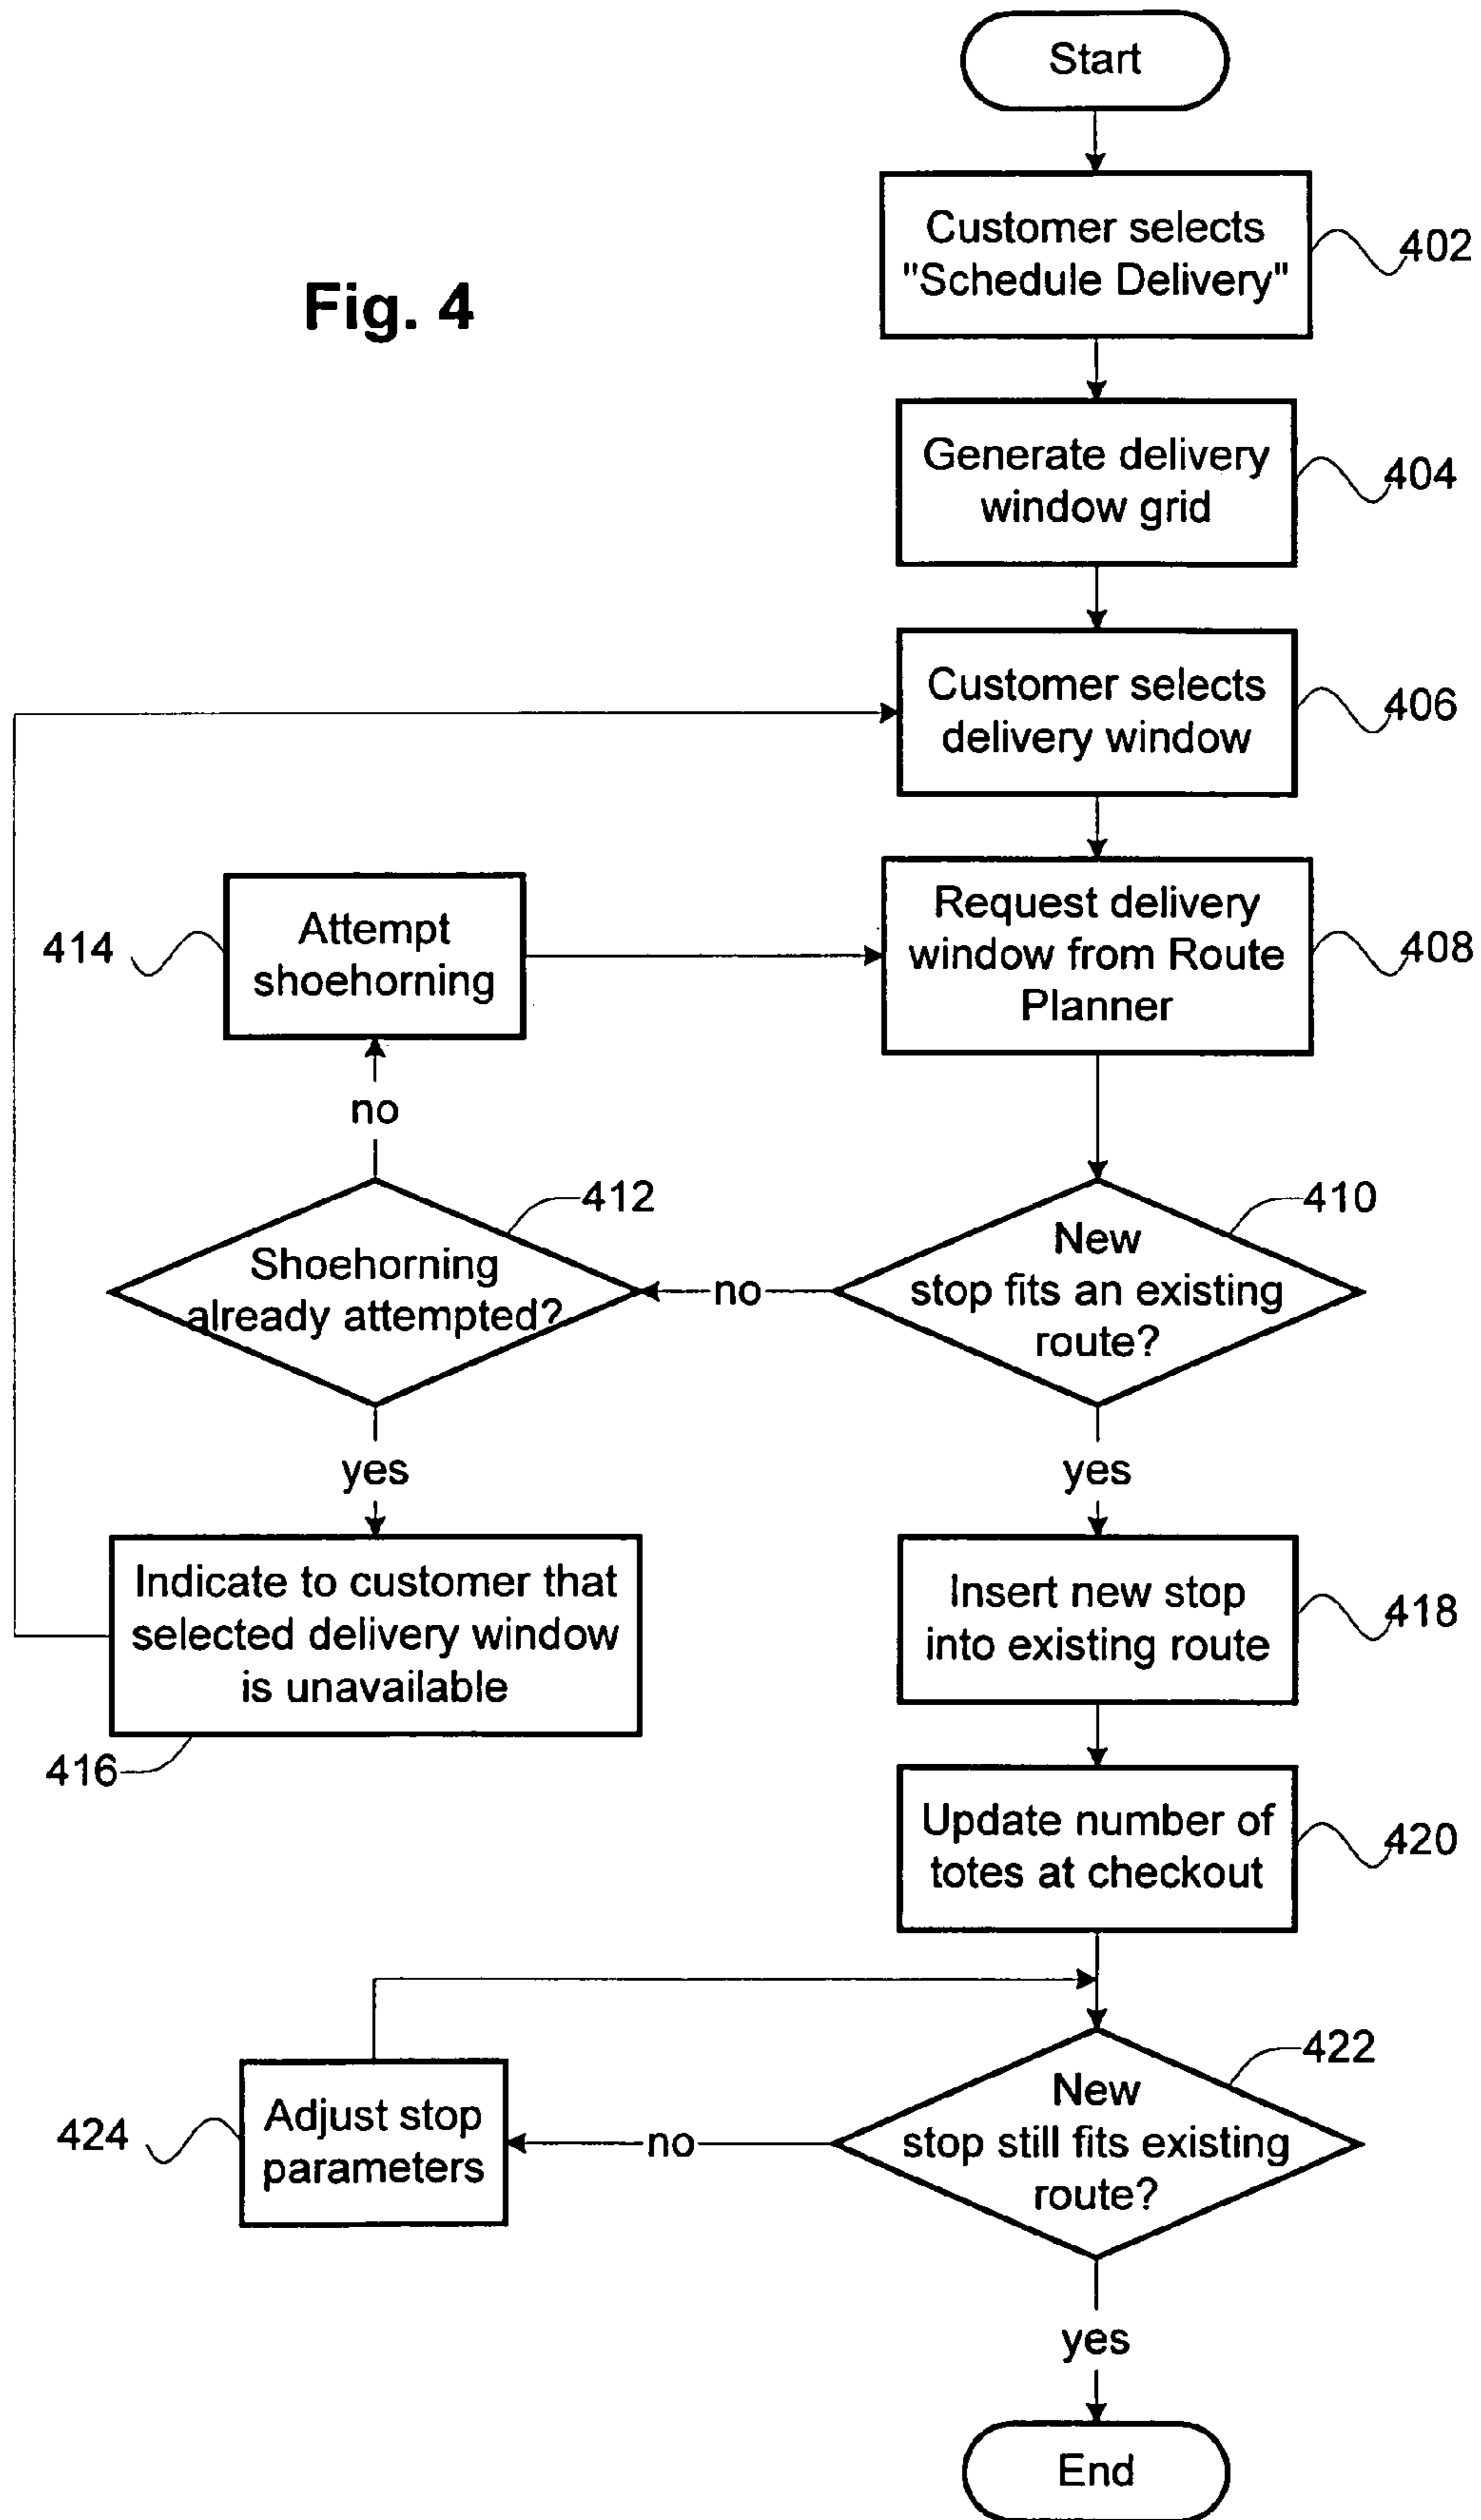 Start
Customer selects
"Schedule Delivery"
402
Fig. 4
Generate delivery
window grid
404
Customer selects
delivery window
406
Attempt
shoehorning
414
Request delivery
window from Route
Planner
408
no
412
Shoehorning
already attempted?
no
410
New
stop fits an existing
route?
yes
yes
Indicate to customer that
selected delivery window
is unavailable
416
Insert new stop
into existing route
418
Update number of
totes at checkout
420
422
New
stop still fits existing
route?
no
Adjust stop
parameters
424
yes
End